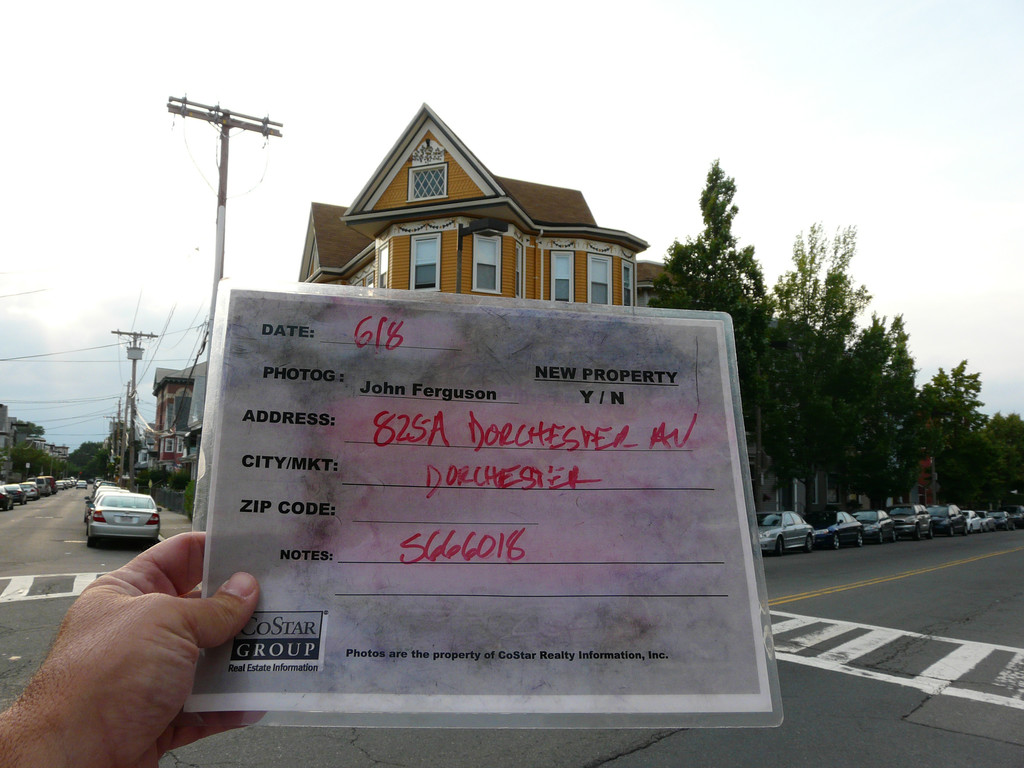 DATE: 6/8
PHOTOG: John Ferguson
NEW PROPERTY
Y / N
ADDRESS: 825A DORCHESTER AV
CITY/MKT: DORCHESTER
ZIP CODE:
NOTES: 5666018
COSTAR
GROUP
Real Estate Information
Photos are the property of CoStar Realty Information, Inc.